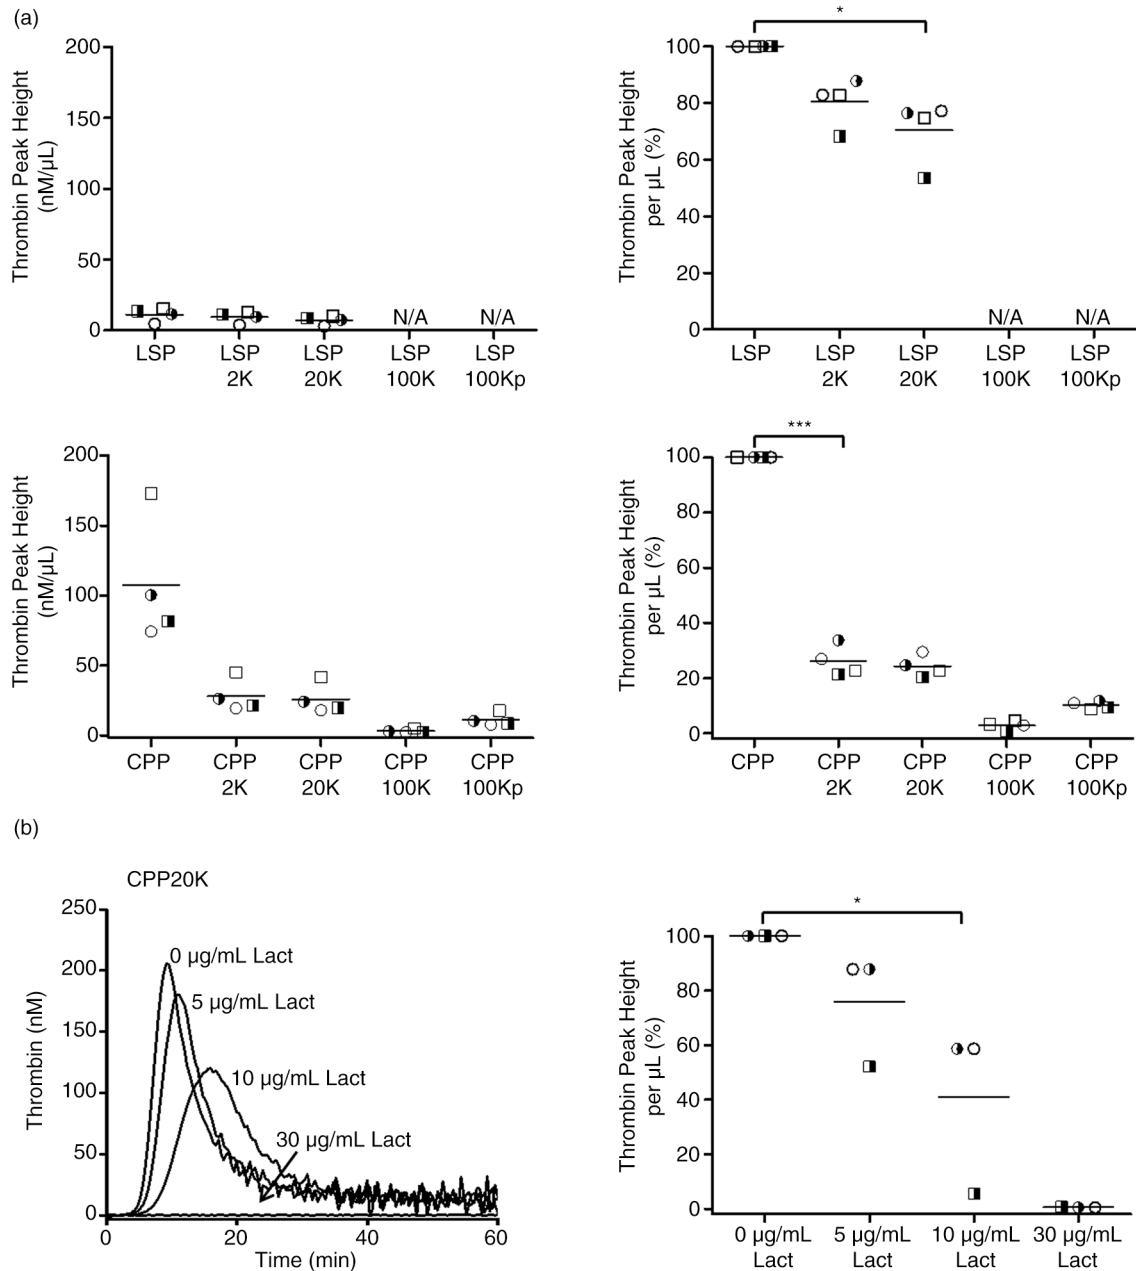 (a)
Thrombin Peak Height
(nM/µL)
200
150
100
50
0
N/A
N/A
LSP
LSP
2K
LSP
20K
LSP
100K
LSP
100Kp
*
Thrombin Peak Height
per µL (%)
100
80
60
40
20
0
N/A
N/A
LSP
LSP
2K
LSP
20K
LSP
100K
LSP
100Kp
Thrombin Peak Height
(nM/µL)
200
150
100
50
0
CPP
CPP
2K
CPP
20K
CPP
100K
CPP
100Kp
***
Thrombin Peak Height
per µL (%)
100
80
60
40
20
0
CPP
CPP
2K
CPP
20K
CPP
100K
CPP
100Kp
(b)
CPP20K
Thrombin (nM)
250
200
150
100
50
0
0 µg/mL Lact
5 µg/mL Lact
10 µg/mL Lact
30 µg/mL Lact
0
20
40
60
Time (min)
*
Thrombin Peak Height
per µL (%)
100
80
60
40
20
0
0 µg/mL
Lact
5 µg/mL
Lact
10 µg/mL
Lact
30 µg/mL
Lact